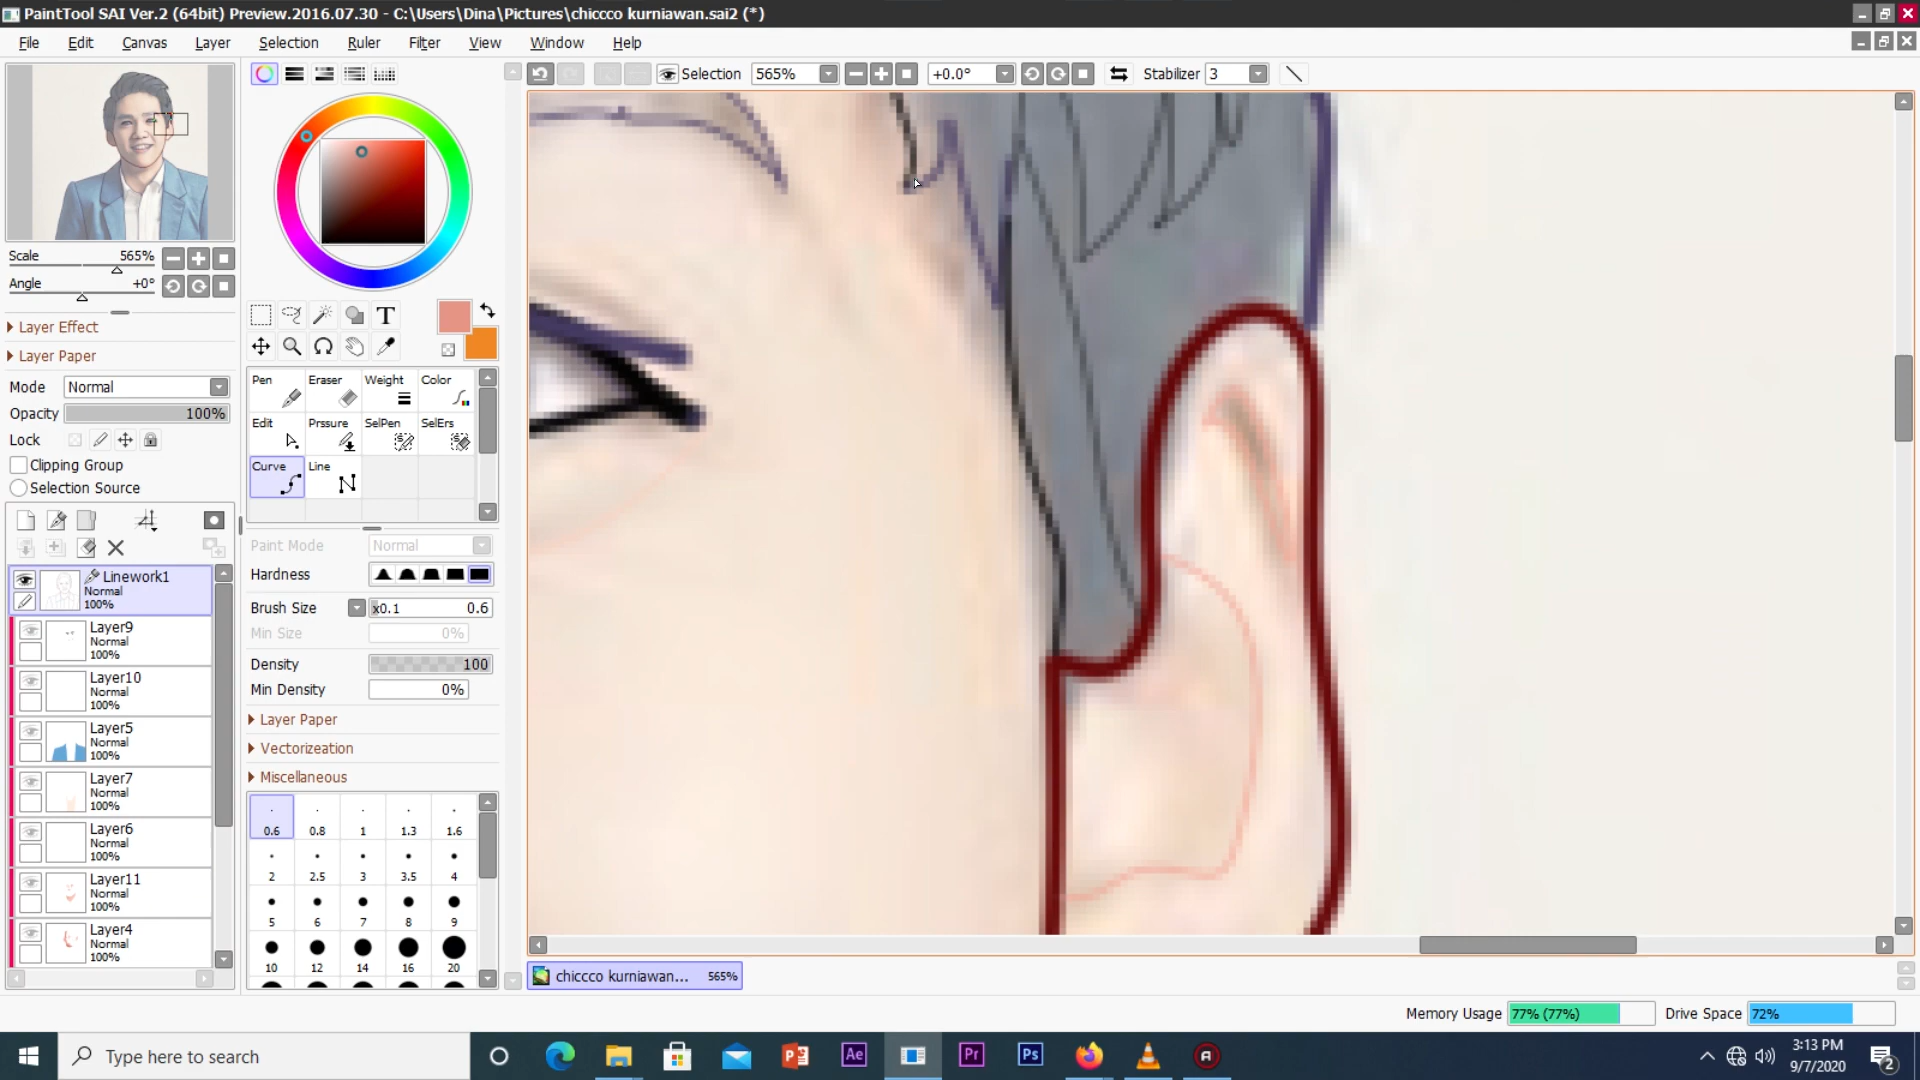 PaintTool SAI Ver.2 (64bit) Preview.2016.07.30 - C:\Users\Dina\Pictures\chiccco kurniawan.sai2 (*)
File Edit Canvas Layer Selection Ruler Filter View Window Help
Selection 565% +0.0° Stabilizer 3
Scale 565%
Angle +0°
Layer Effect
Layer Paper
Mode Normal
Opacity 100%
Lock
Clipping Group
Selection Source
Linework1
Normal
100%
Layer9
Normal
100%
Layer10
Normal
100%
Layer5
Normal
100%
Layer7
Normal
100%
Layer6
Normal
100%
Layer11
Normal
100%
Layer4
Normal
100%
T
Pen Eraser Weight Color
Edit Prssure SelPen SelErs
Curve Line
Paint Mode Normal
Hardness
Brush Size x0.1 0.6
Min Size 0%
Density 100
Min Density 0%
Layer Paper
Vectorizeation
Miscellaneous
0.6 0.8 1 1.3 1.6
2 2.5 3 3.5 4
5 6 7 8 9
10 12 14 16 20
chiccco kurniawan... 565%
Memory Usage 77% (77%) Drive Space 72%
Type here to search
Ae Pr Ps
3:13 PM
9/7/2020
2